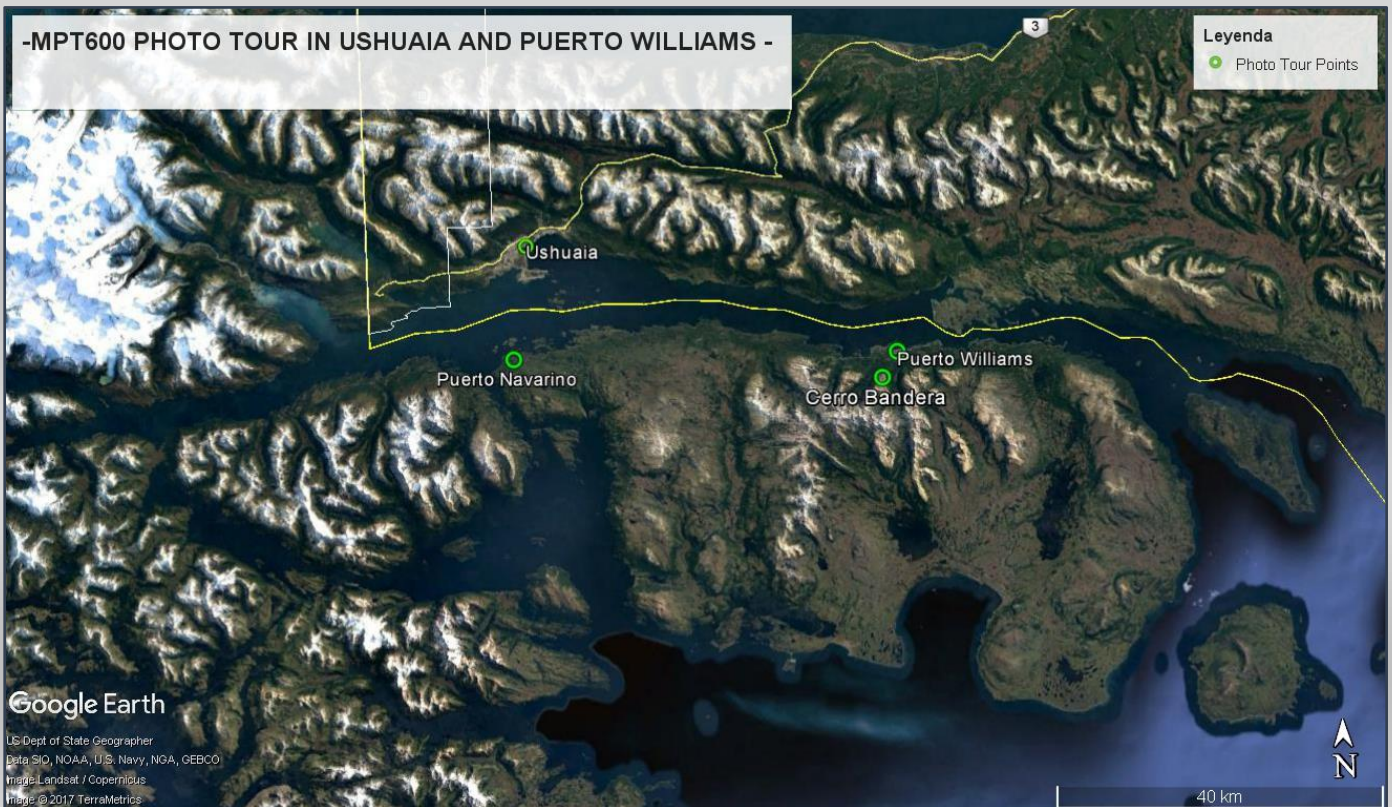 -MPT600 PHOTO TOUR IN USHUAIA AND PUERTO WILLIAMS -
Leyenda
Photo Tour Points
3
Ushuaia
Puerto Williams
Puerto Navarino
Cerro Bandera
Google Earth
US Dept of State Geographer
Data SIO, NOAA, U.S. Navy, NGA, GEBCO
Image Landsat / Copernicus
Image © 2017 TerraMetrics
N
40 km